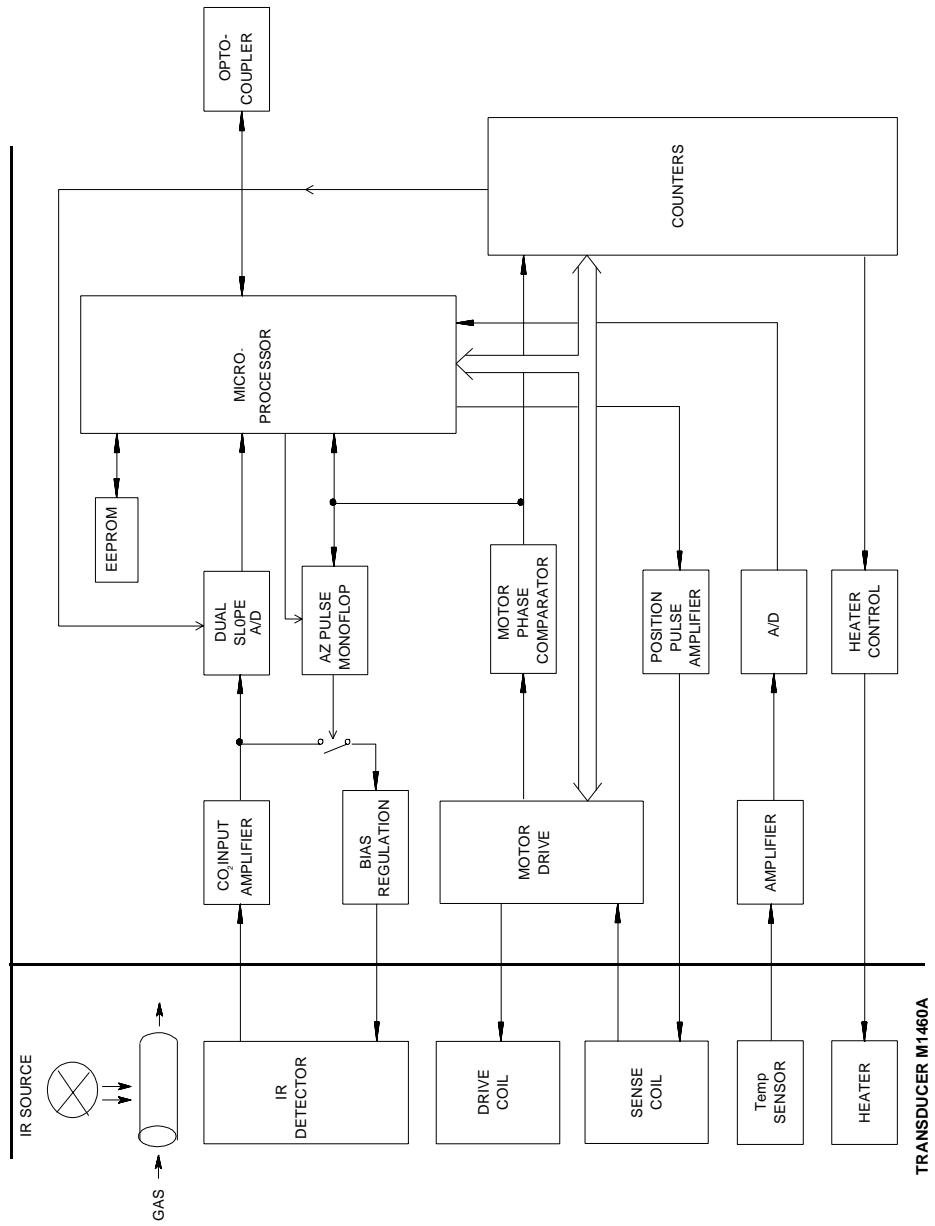 IR SOURCE
GAS
IR
DETECTOR
DRIVE
COIL
SENSE
COIL
Temp
SENSOR
HEATER
TRANSDUCER M1460A
CO₂INPUT
AMPLIFIER
BIAS
REGULATION
MOTOR
DRIVE
AMPLIFIER
DUAL
SL0PE
A/D
AZ PULSE
MONOFLOP
MOTOR
PHASE
COMPARATOR
POSITION
PULSE
AMPLIFIER
A/D
HEATER
CONTROL
EEPROM
MICRO-
PROCESSOR
COUNTERS
OPTO-
COUPLER